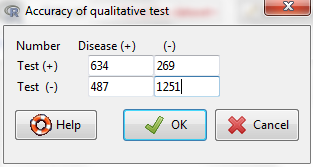 Accuracy of qualitative test
Number Disease (+) (-)
Test (+) 634 269
Test (-) 487 1251
Help OK Cancel